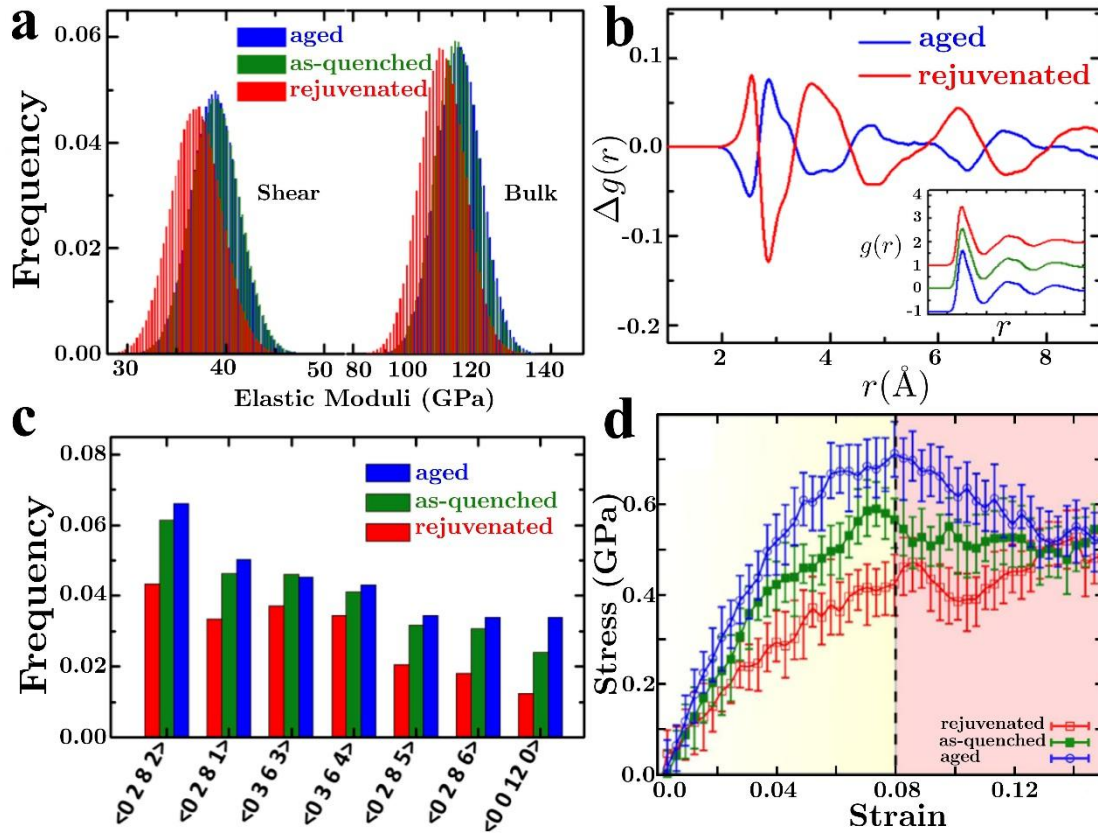 a
0.06
0.04
0.02
0.00
Frequency
aged
as-quenched
rejuvenated
Shear
Bulk
30 40 50 80 100 120 140
Elastic Moduli (GPa)
b
0.1
0.0
-0.1
-0.2
Δg(r)
aged
rejuvenated
4
3
2
1
0
-1
g(r)
r
2 4 6 8
r(Å)
c
0.08
0.06
0.04
0.02
0.00
Frequency
aged
as-quenched
rejuvenated
<0 2 8 2>
<0 2 8 1>
<0 3 6 3>
<0 3 6 4>
<0 2 8 5>
<0 2 8 6>
<0 0 12 0>
d
0.6
0.4
0.2
0.0
Stress (GPa)
rejuvenated
as-quenched
aged
0.0 0.04 0.08 0.12
Strain